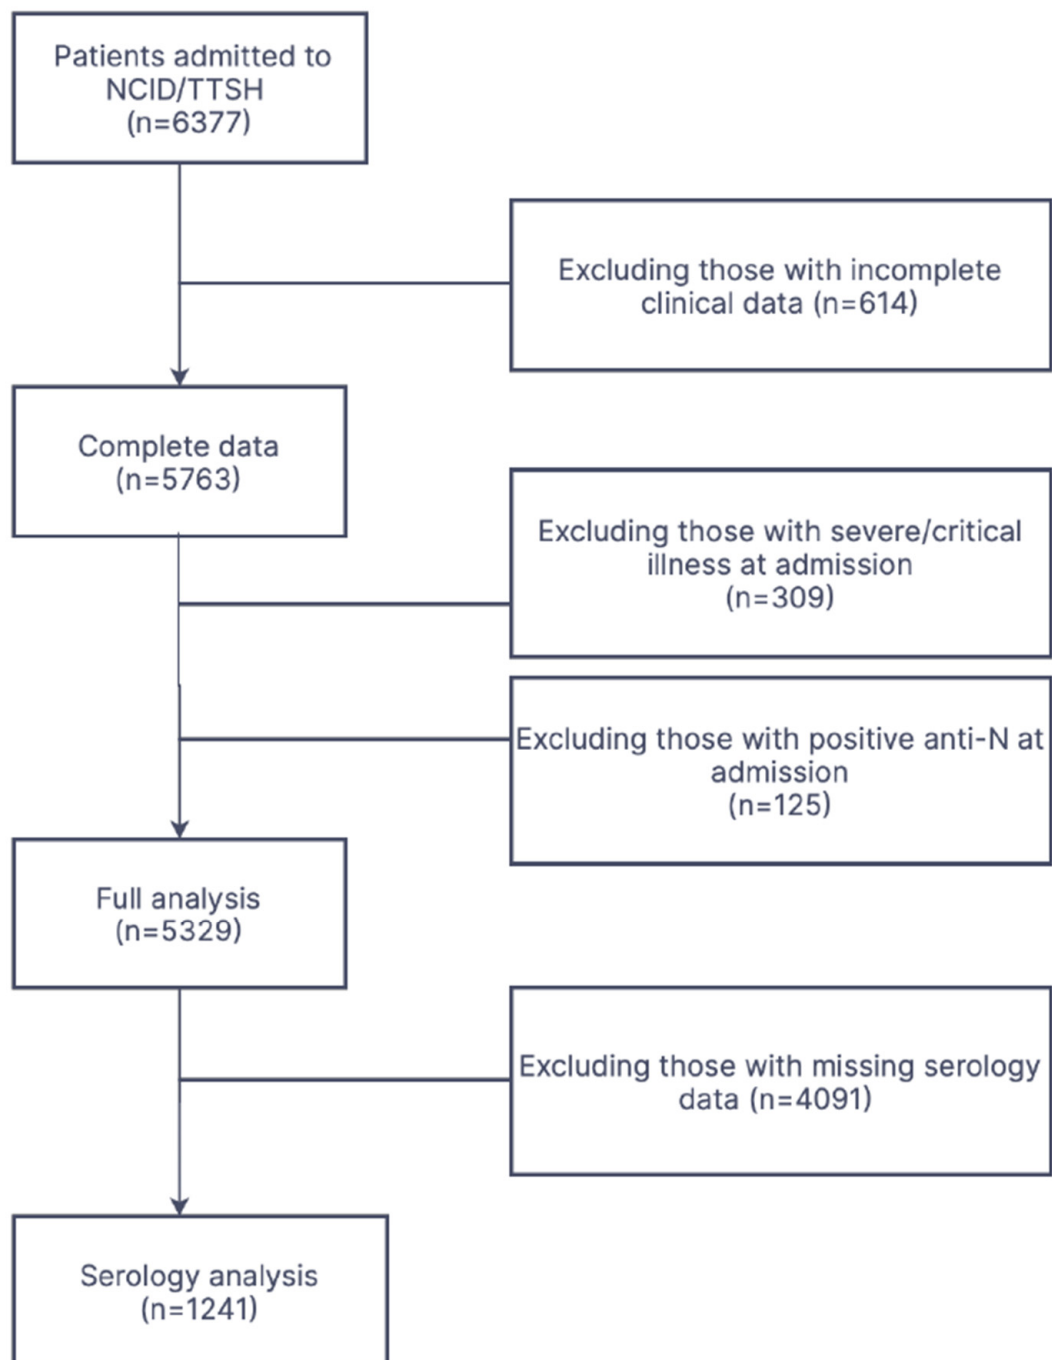 Patients admitted to
NCID/TTSH
(n=6377)
Excluding those with incomplete
clinical data (n=614)
Complete data
(n=5763)
Excluding those with severe/critical
illness at admission
(n=309)
Excluding those with positive anti-N at
admission
(n=125)
Full analysis
(n=5329)
Excluding those with missing serology
data (n=4091)
Serology analysis
(n=1241)